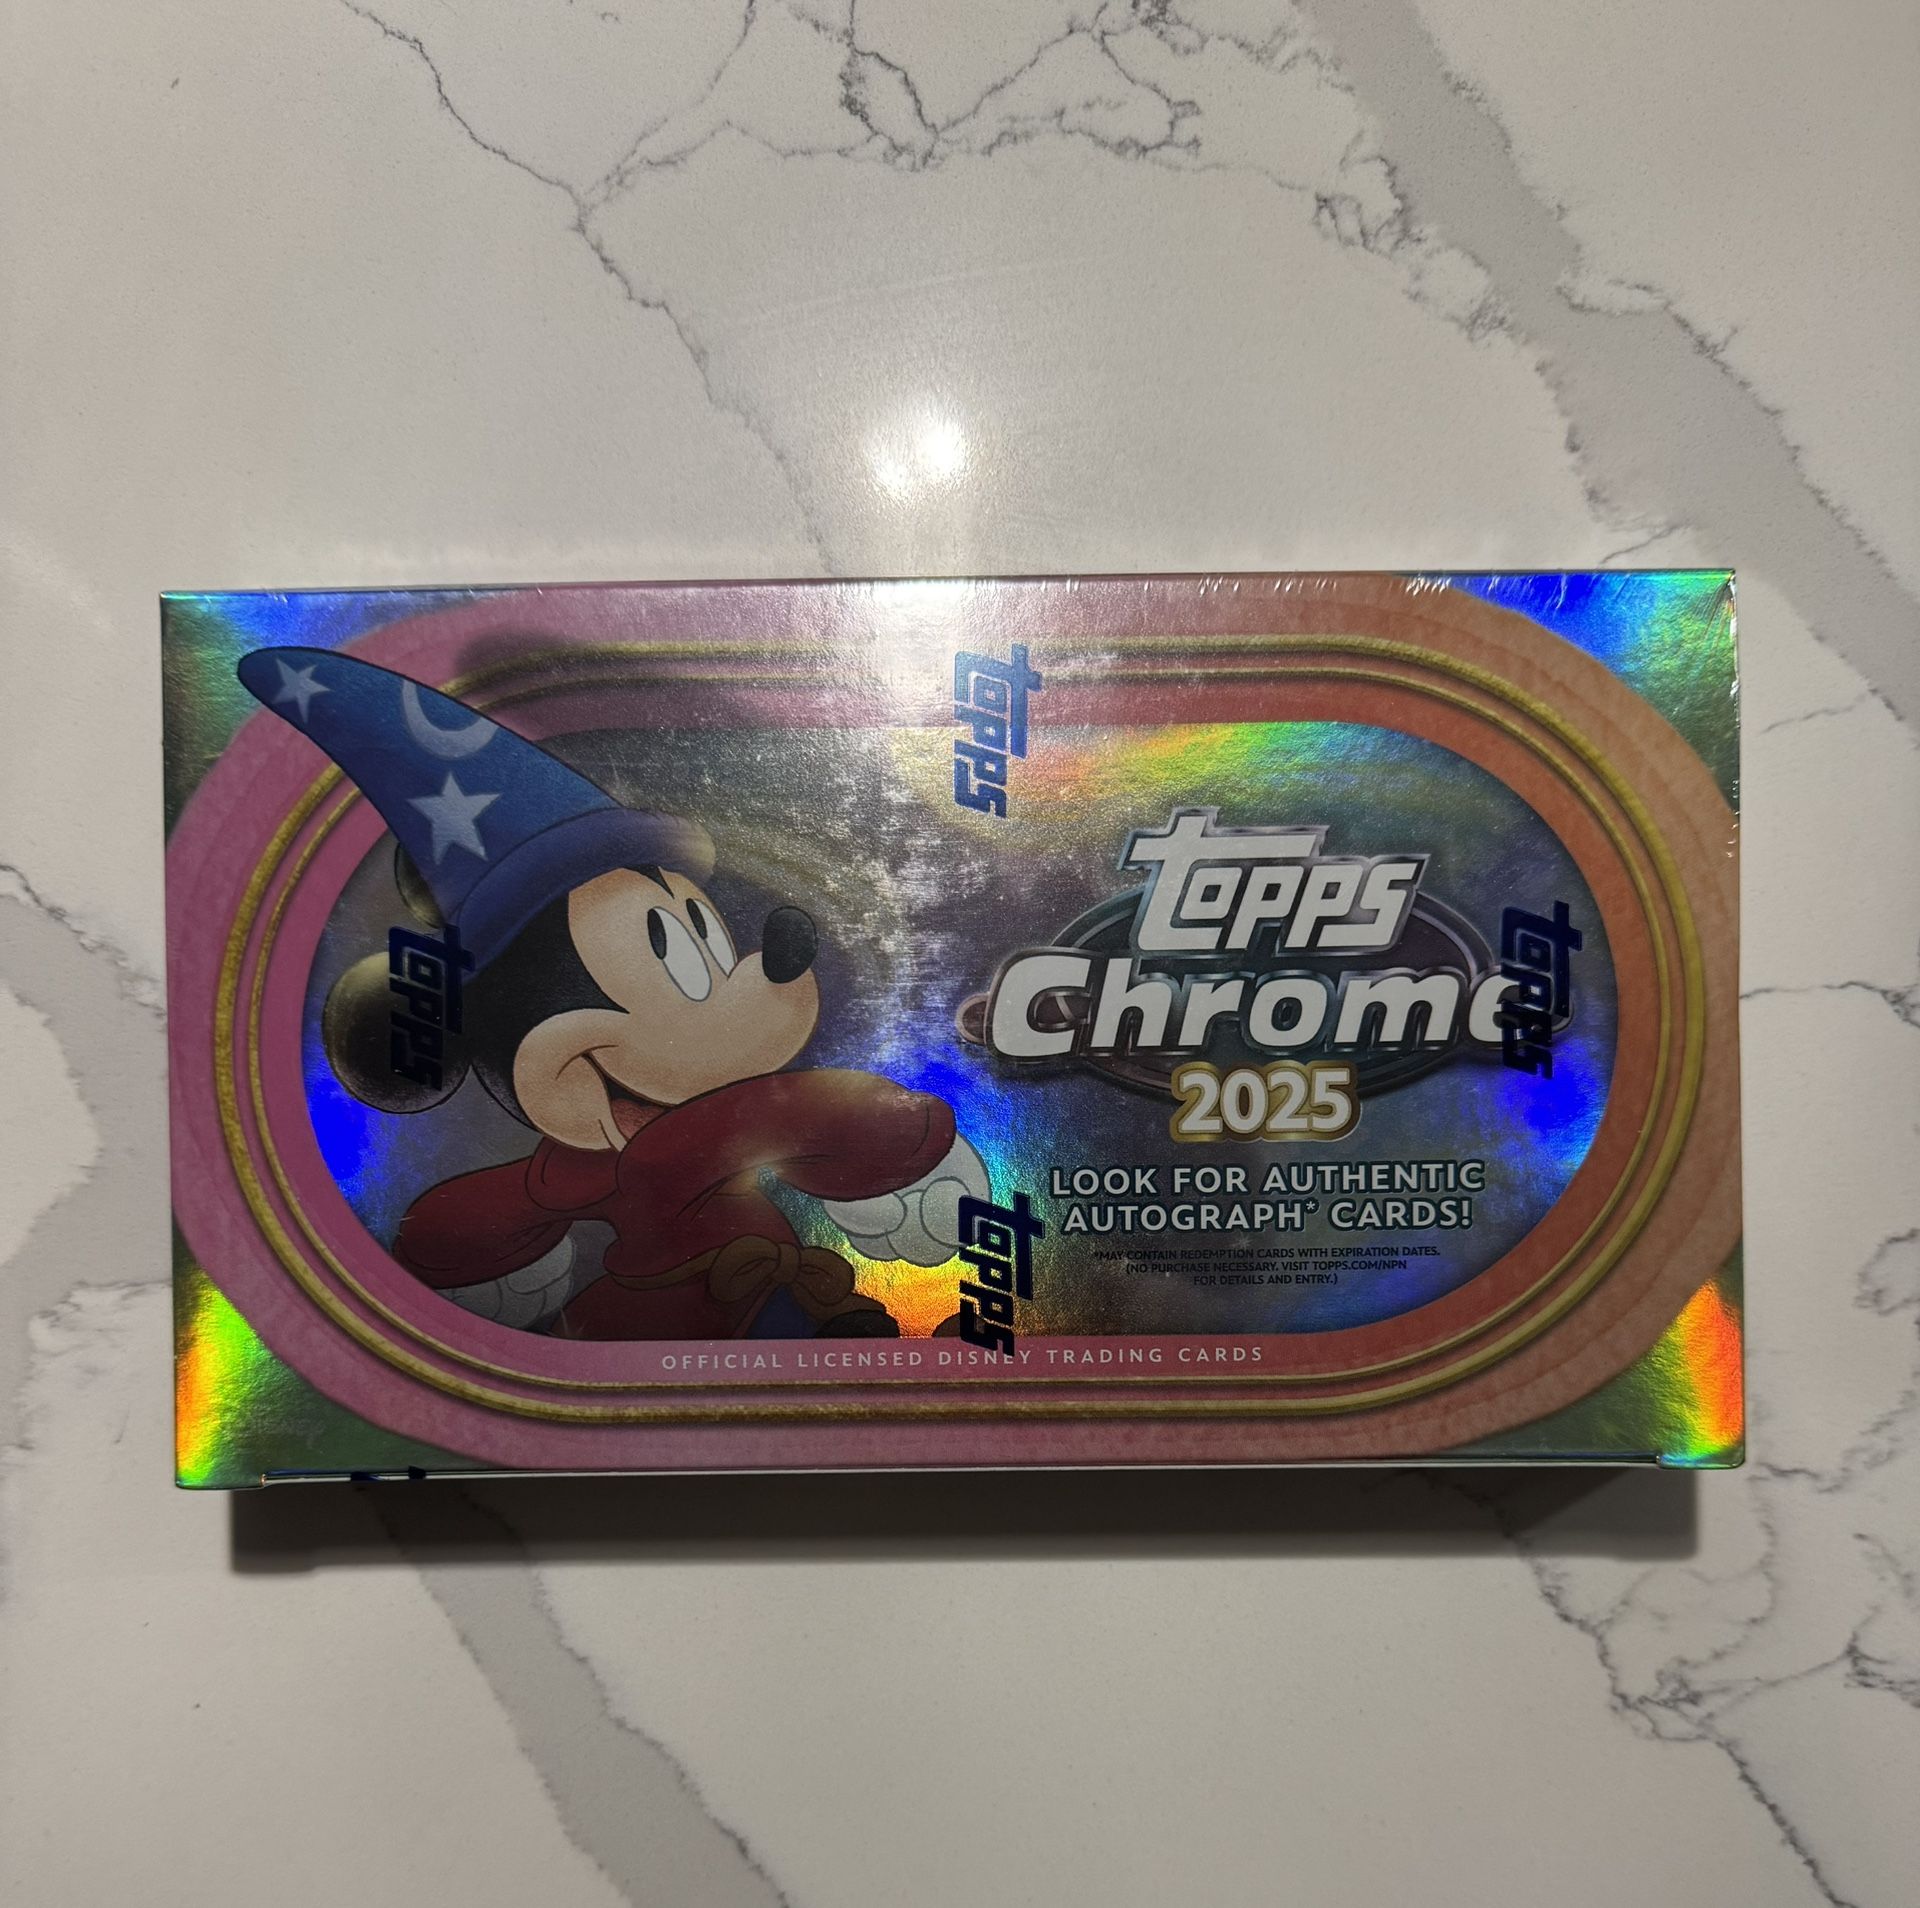 topps
topps
Chrome
2025
topps
topps
LOOK FOR AUTHENTIC
AUTOGRAPH* CARDS!
*MAY CONTAIN REDEMPTION CARDS WITH EXPIRATION DATES.
(NO PURCHASE NECESSARY. VISIT TOPPS.COM/NPN
FOR DETAILS AND ENTRY.)
topps
OFFICIAL LICENSED DISNEY TRADING CARDS